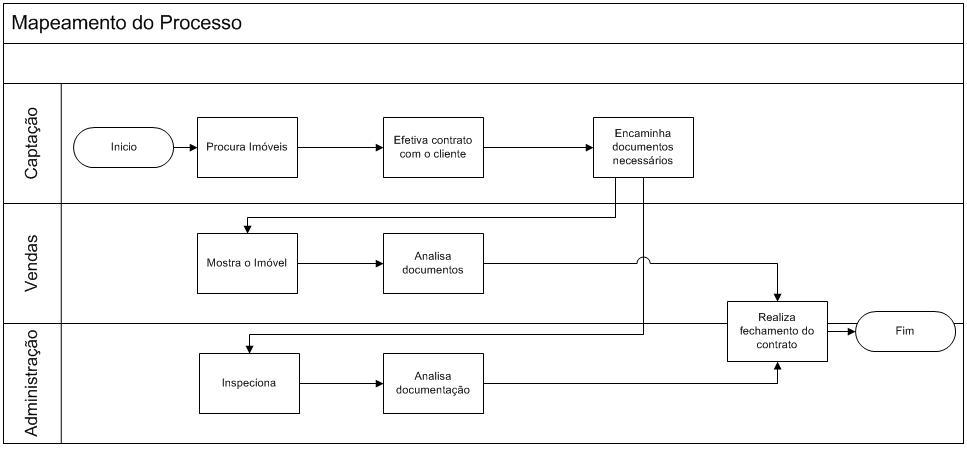 Mapeamento do Processo
Captação
Inicio
Procura Imóveis
Efetiva contrato
com o cliente
Encaminha
documentos
necessários
Vendas
Mostra o Imóvel
Analisa
documentos
Realiza
fechamento do
contrato
Fim
Administração
Inspeciona
Analisa
documentação